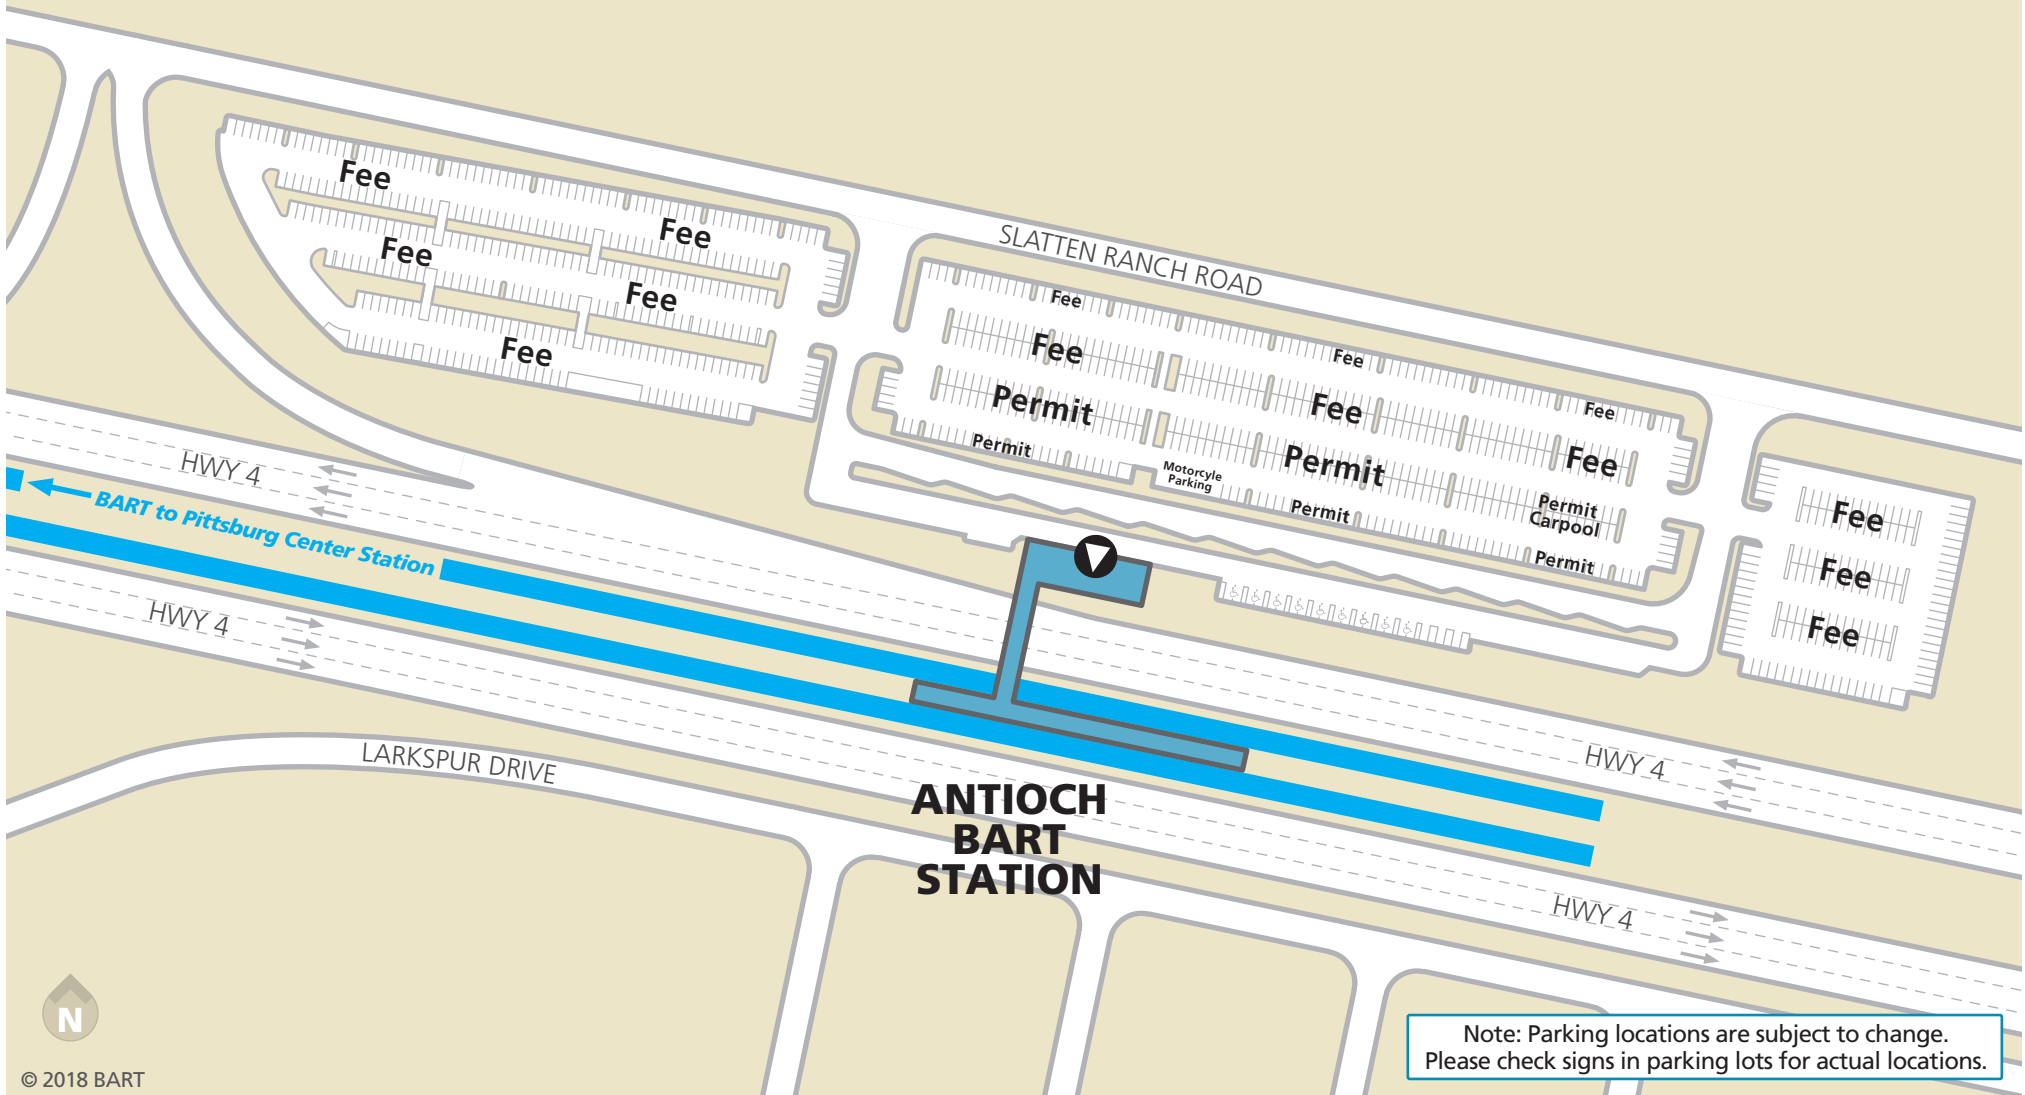 Fee
Fee
Fee
Fee
Fee
SLATTEN RANCH ROAD
Fee
Fee
Fee
Fee
Fee
Fee
Permit
Permit
Permit
Motorcyle
Parking
Permit
Permit
Carpool
Permit
Fee
Fee
Fee
HWY 4
BART to Pittsburg Center Station
HWY 4
LARKSPUR DRIVE
ANTIOCH
BART
STATION
HWY 4
HWY 4
N
© 2018 BART
Note: Parking locations are subject to change.
Please check signs in parking lots for actual locations.